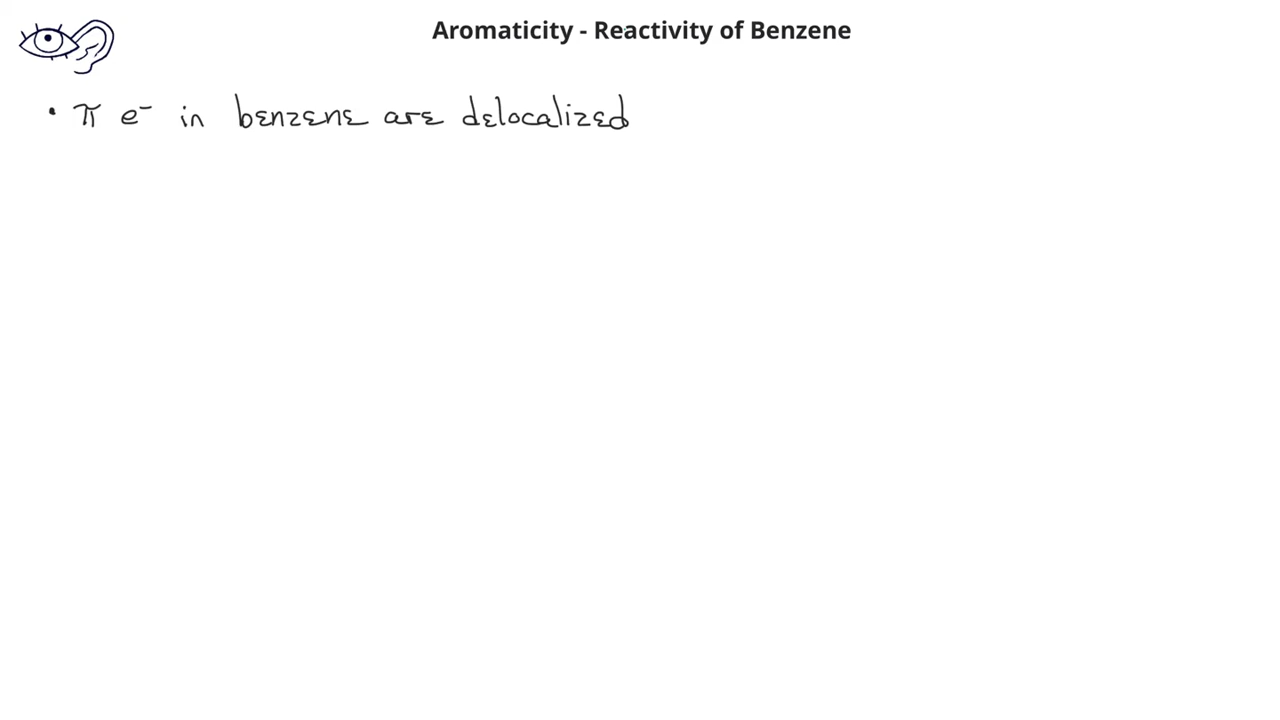 Aromaticity - Reactivity of Benzene
• π e⁻ in benzene are delocalized